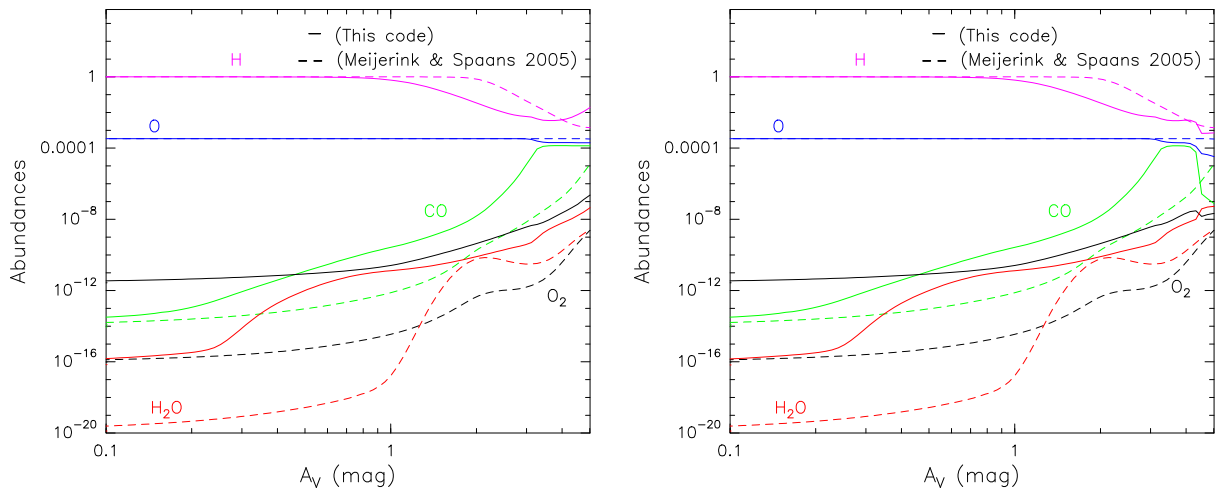 — (This code)
-- (Meijerink & Spaans 2005)
H
O
CO
O₂
H₂O
1
0.0001
10⁻⁸
10⁻¹²
10⁻¹⁶
10⁻²⁰
Abundances
0.1
1
A_V (mag)
— (This code)
-- (Meijerink & Spaans 2005)
H
O
CO
O₂
H₂O
1
0.0001
10⁻⁸
10⁻¹²
10⁻¹⁶
10⁻²⁰
Abundances
0.1
1
A_V (mag)